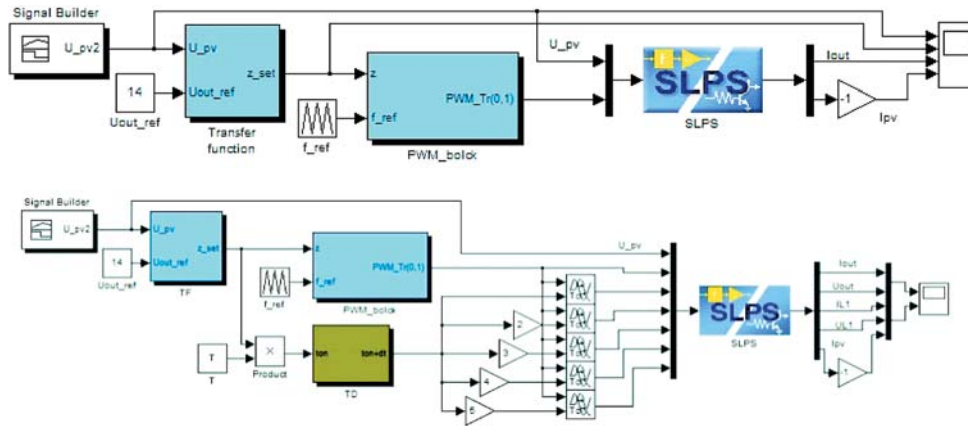 Signal Builder
U_pv2
U_pv
z_set
Uout_ref
14
Uout_ref
Transfer
function
f_ref
z
PWM_Tr(0,1)
f_ref
PWM_bolck
U_pv
SLPS
SLPS
Iout
-1
Ipv
Signal Builder
U_pv2
U_pv
z_set
Uout_ref
14
Uout_ref
TF
f_ref
z
PWM_Tr(0,1)
f_ref
PWM_bolck
T
T
×
Product
ton
ton+dt
TD
2
3
4
5
U_pv
SLPS
SLPS
Iout
Uout
IL1
UL1
Ipv
-1